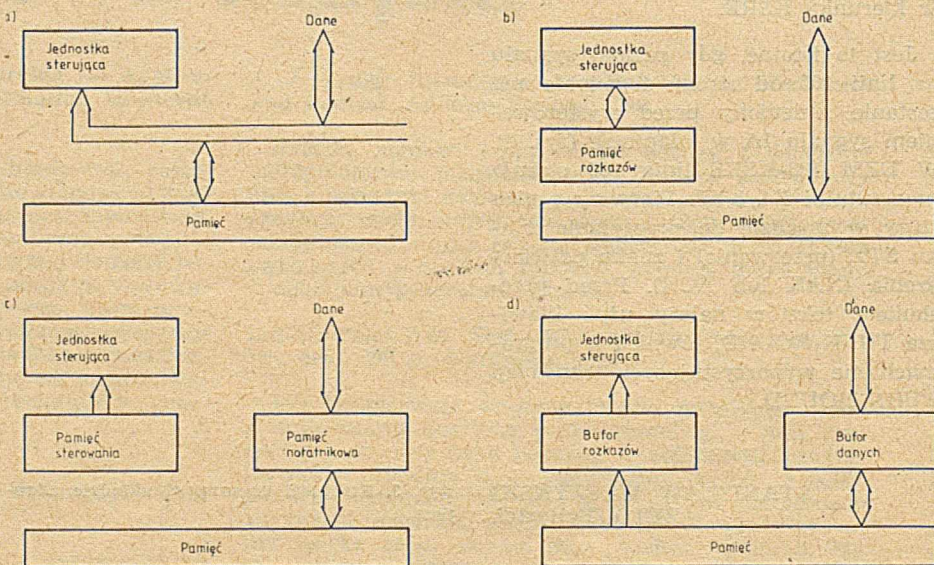 a)
Dane
Jednostka
sterująca
Pamięć
b)
Dane
Jednostka
sterująca
Pamięć
rozkazów
Pamięć
c)
Dane
Jednostka
sterująca
Pamięć
sterowania
Pamięć
notatnikowa
Pamięć
d)
Dane
Jednostka
sterująca
Bufor
rozkazów
Bufor
danych
Pamięć